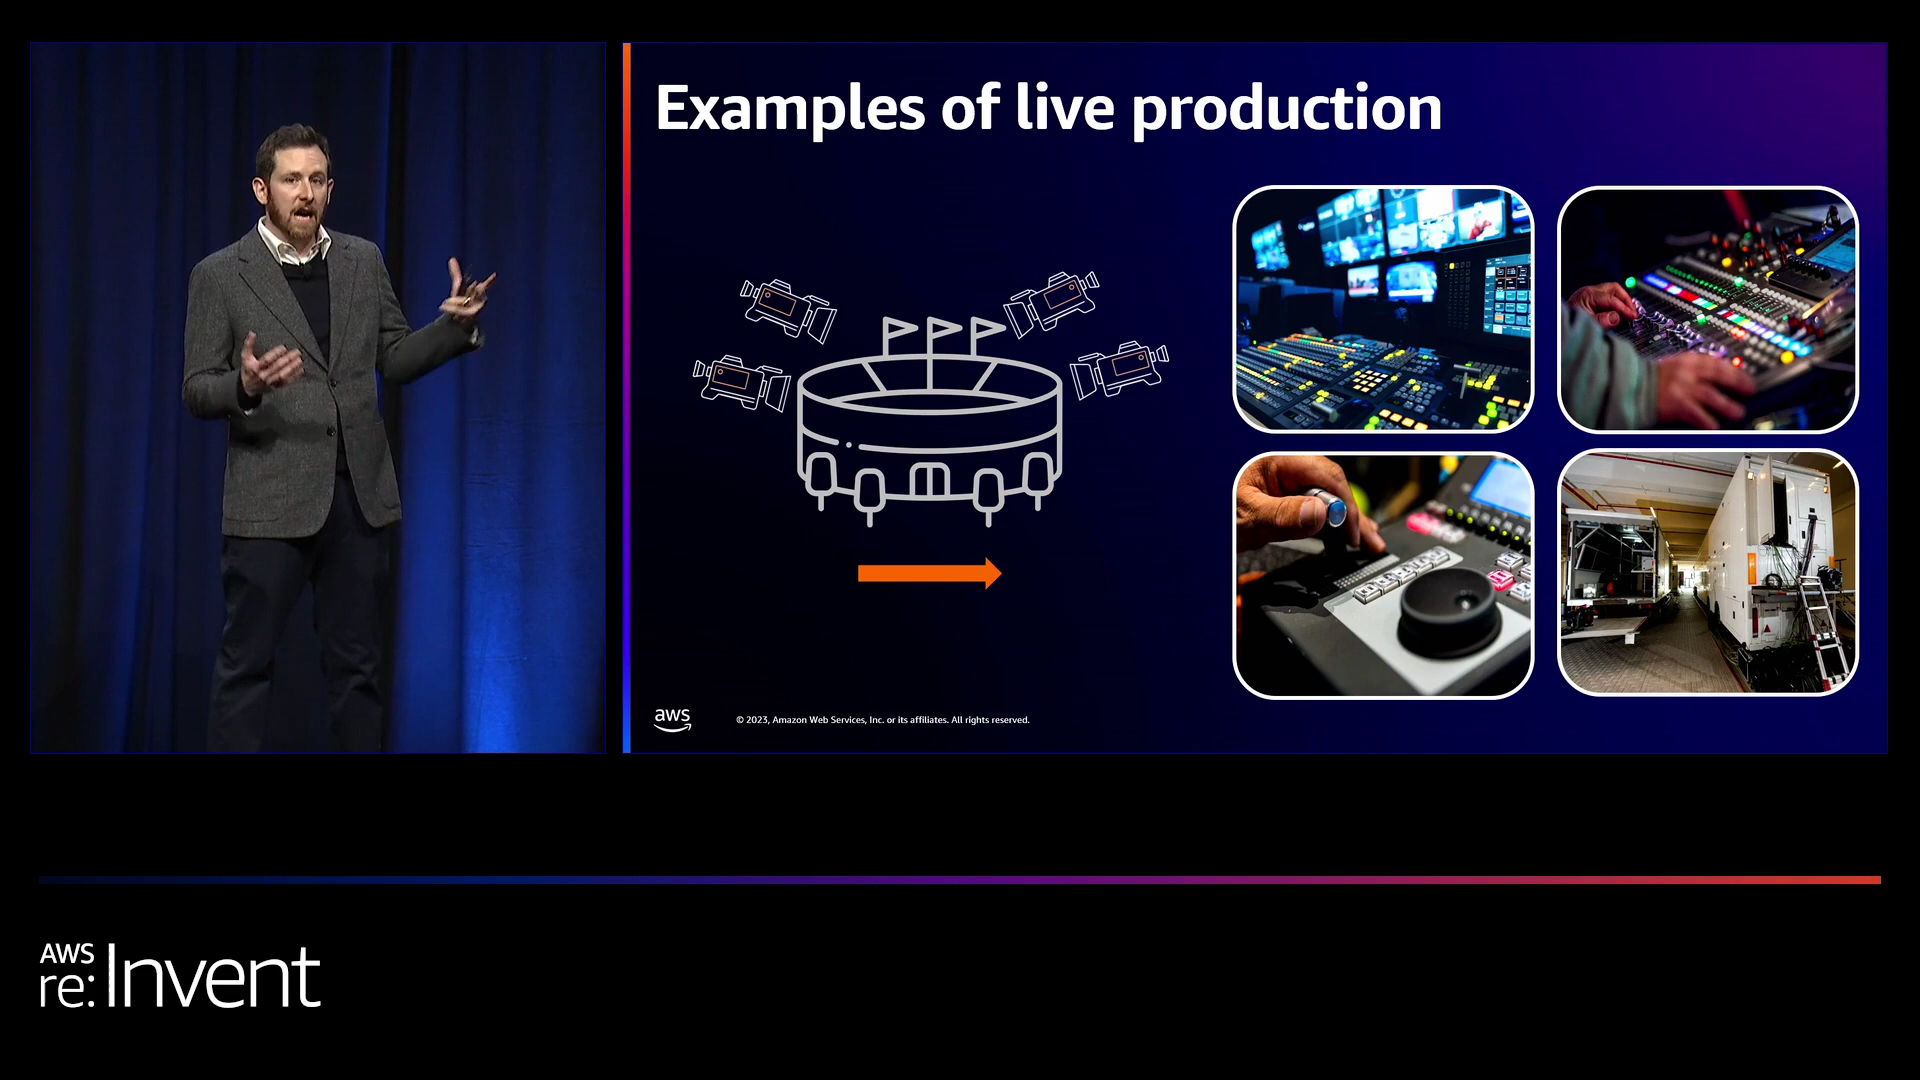 Examples of live production
aws
© 2023, Amazon Web Services, Inc. or its affiliates. All rights reserved.
AWS
re:Invent